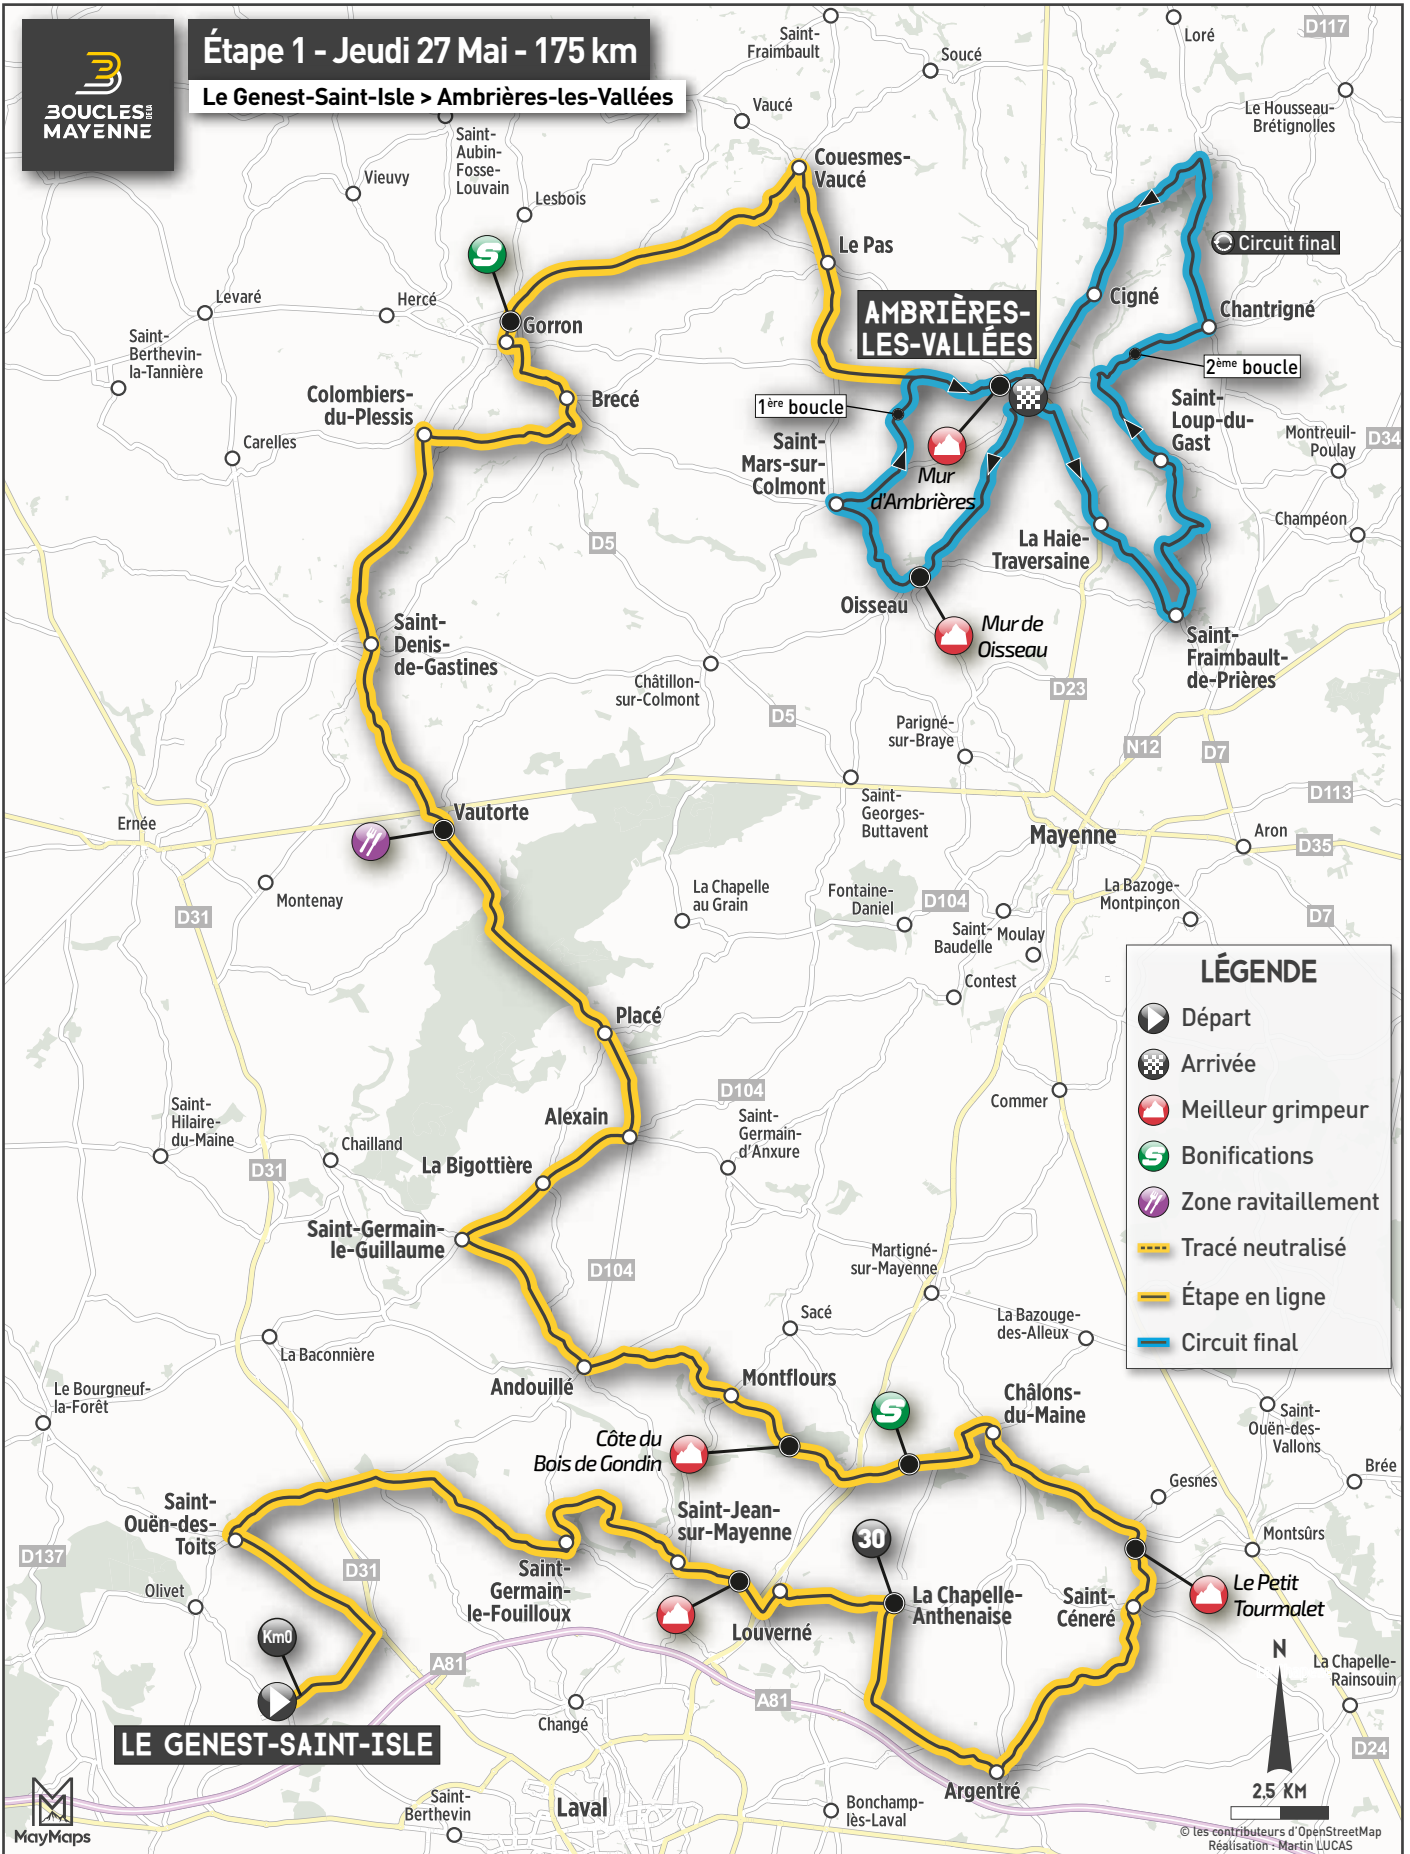 BOUCLES DE LA
MAYENNE
Étape 1 - Jeudi 27 Mai - 175 km
Le Genest-Saint-Isle > Ambrières-les-Vallées
Saint-
Fraimbault
Soucé
Loré
D117
Vaucé
Le Housseau-
Brétignolles
Saint-
Aubin-
Fosse-
Louvain
Vieuvy
Lesbois
Couesmes-
Vaucé
Le Pas
S
Circuit final
Levaré
Hercé
Gorron
Cigné
Chantrigné
AMBRIÈRES-
LES-VALLÉES
Saint-
Berthevin-
la-Tannière
Colombiers-
du-Plessis
Brecé
1ère boucle
2ème boucle
Saint-
Loup-du-
Gast
Carelles
Saint-
Mars-sur-
Colmont
Mur
d'Ambrières
Montreuil-
Poulay
D34
Champéon
D5
La Haie-
Traversaine
Oisseau
Mur de
Oisseau
Saint-
Denis-
de-Gastines
Saint-
Fraimbault-
de-Prières
Châtillon-
sur-Colmont
D23
D5
Parigné-
sur-Braye
N12
D7
D113
Vautorte
Ernée
Saint-
Georges-
Buttavent
Mayenne
Aron
D35
Montenay
La Chapelle
au Grain
Fontaine-
Daniel
D104
La Bazoge-
Montpinçon
D31
D7
Saint-
Baudelle
Moulay
Contest
LÉGENDE
Départ
Arrivée
Meilleur grimpeur
S
Bonifications
Zone ravitaillement
Tracé neutralisé
Étape en ligne
Circuit final
Placé
D104
Commer
Saint-
Hilaire-
du-Maine
Alexain
Saint-
Germain-
d'Anxure
Chailland
La Bigottière
D31
Saint-Germain-
le-Guillaume
Martigné-
sur-Mayenne
D104
Sacé
La Bazouge-
des-Alleux
La Baconnière
Andouillé
Montflours
Le Bourgneuf-
la-Forêt
Châlons-
du-Maine
S
Saint-
Ouën-des-
Vallons
Côte du
Bois de Gondin
Brée
Gesnes
Saint-
Ouën-des-
Toits
Saint-Jean-
sur-Mayenne
30
Montsûrs
D137
D31
Olivet
Saint-
Germain-
le-Fouilloux
La Chapelle-
Anthenaise
Saint-
Céneré
Le Petit
Tourmalet
Louverné
Km0
N
A81
La Chapelle-
Rainsouin
A81
Changé
LE GENEST-SAINT-ISLE
D24
Argentré
2,5 KM
Saint-
Berthevin
Laval
Bonchamp-
lès-Laval
MayMaps
© les contributeurs d'OpenStreetMap
Réalisation : Martin LUCAS